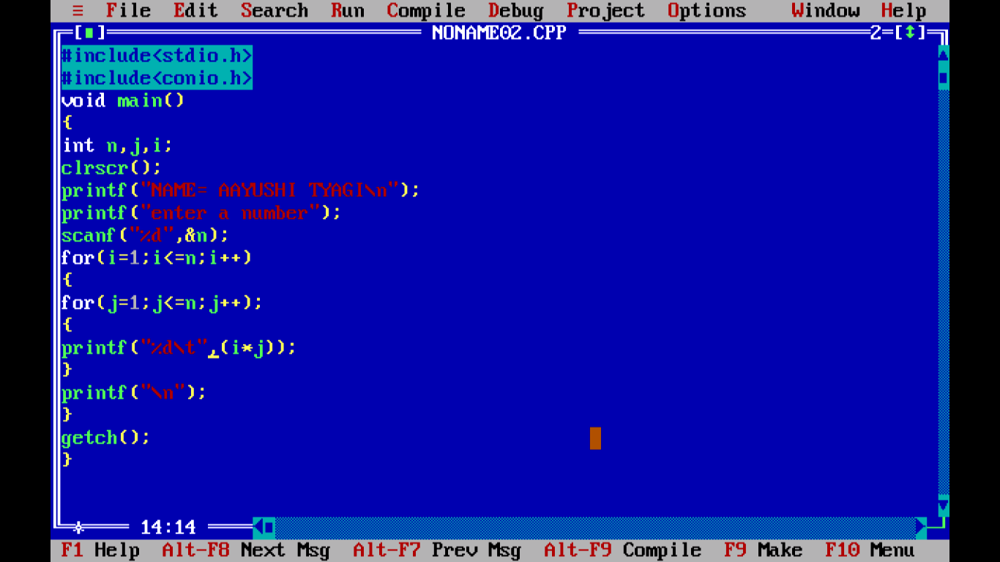 ≡ File Edit Search Run Compile Debug Project Options Window Help
[■] NONAME02.CPP 2=[↕]
#include<stdio.h>
#include<conio.h>
void main()
{
int n,j,i;
clrscr();
printf("NAME= AAYUSHI TYAGI\n");
printf("enter a number");
scanf("%d",&n);
for(i=1;i<=n;i++)
{
for(j=1;j<=n;j++);
{
printf("%d\t",(i*j));
}
printf("\n");
}
getch();
}
14:14
F1 Help Alt-F8 Next Msg Alt-F7 Prev Msg Alt-F9 Compile F9 Make F10 Menu